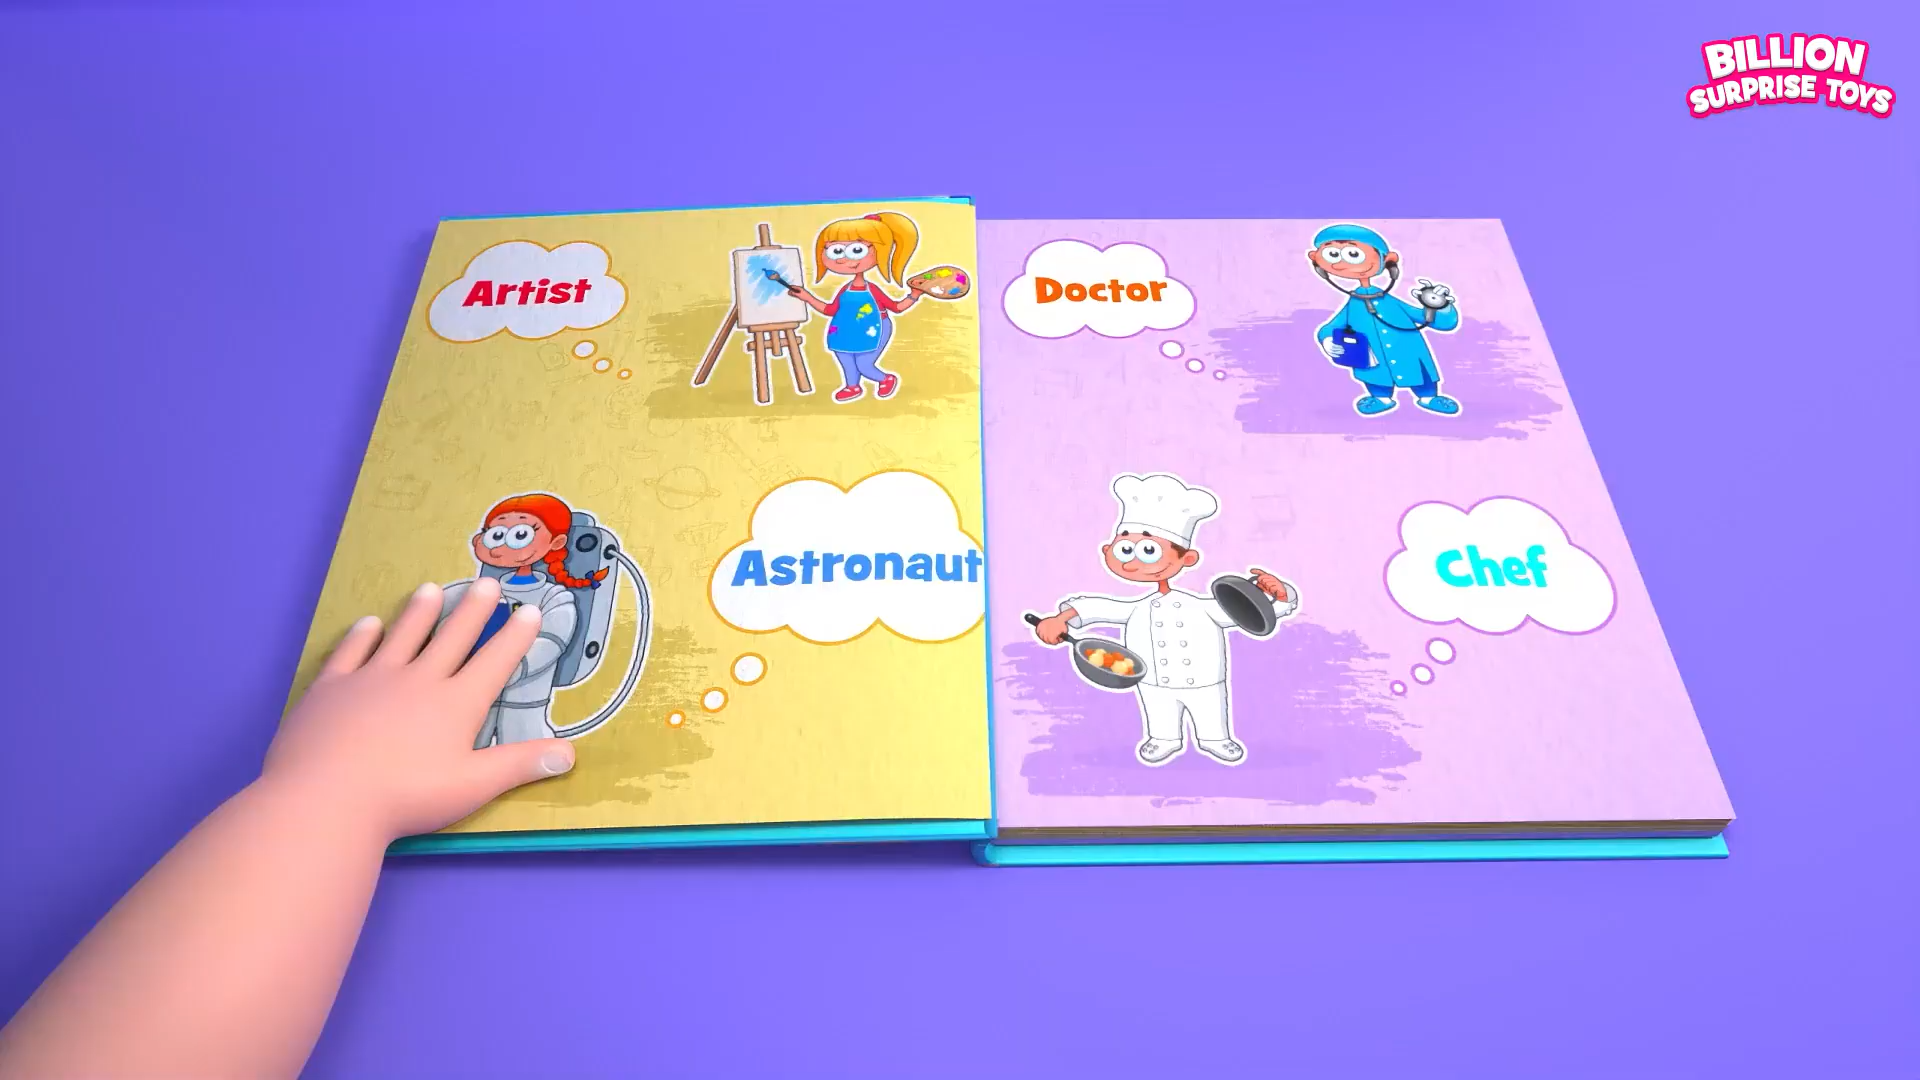 BILLION
SURPRISE TOYS
Artist
Doctor
Astronaut
Chef